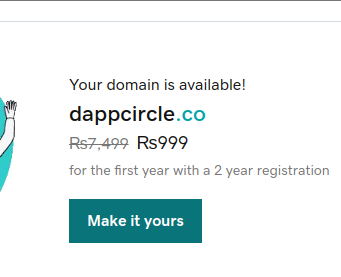 Your domain is available!
dappcircle.co
₨7,499 ₨999
for the first year with a 2 year registration
Make it yours